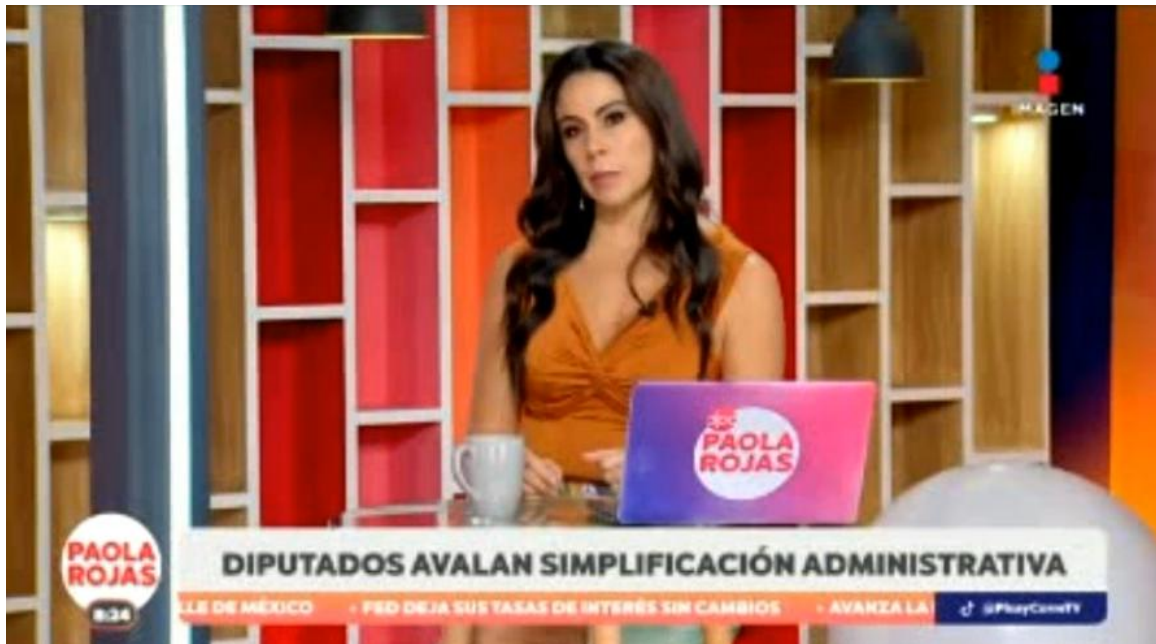 IMAGEN
PAOLA
ROJAS
PAOLA
ROJAS
8:24
DIPUTADOS AVALAN SIMPLIFICACIÓN ADMINISTRATIVA
LLE DE MÉXICO • FED DEJA SUS TASAS DE INTERÉS SIN CAMBIOS • AVANZA LA